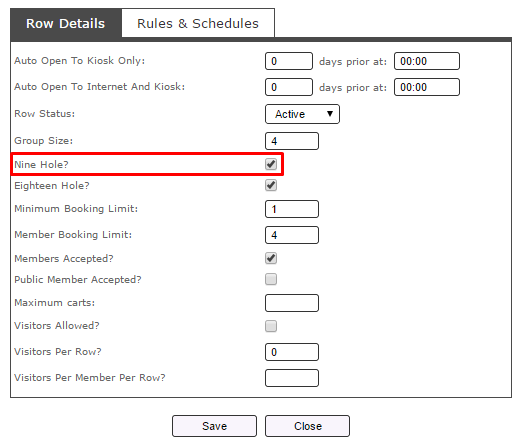 Row Details Rules & Schedules
Auto Open To Kiosk Only: 0 days prior at: 00:00
Auto Open To Internet And Kiosk: 0 days prior at: 00:00
Row Status: Active
Group Size: 4
Nine Hole?
Eighteen Hole?
Minimum Booking Limit: 1
Member Booking Limit: 4
Members Accepted?
Public Member Accepted?
Maximum carts:
Visitors Allowed?
Visitors Per Row? 0
Visitors Per Member Per Row?
Save Close